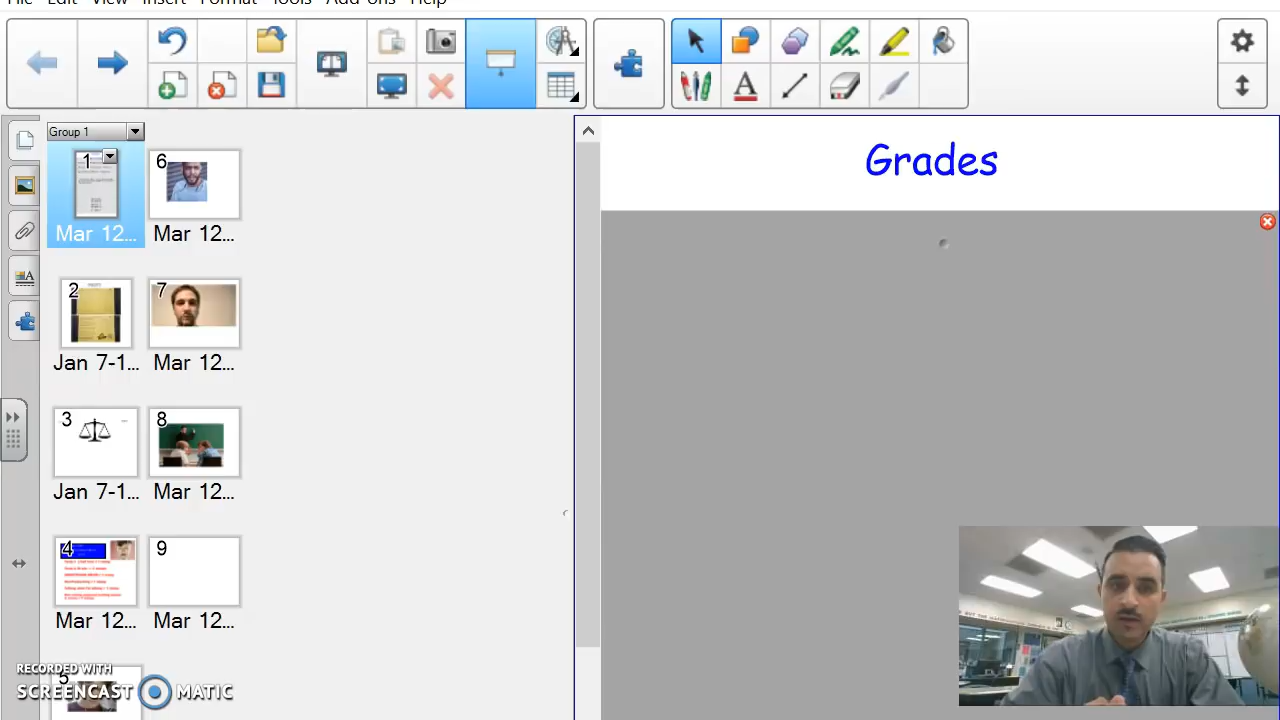 File Edit View Insert Format Tools Add-ons Help
Group 1
1
Mar 12...
6
Mar 12...
2
Jan 7-1...
7
Mar 12...
3
Jan 7-1...
8
Mar 12...
4
Mar 12...
9
Mar 12...
5
RECORDED WITH
SCREENCAST MATIC
Grades